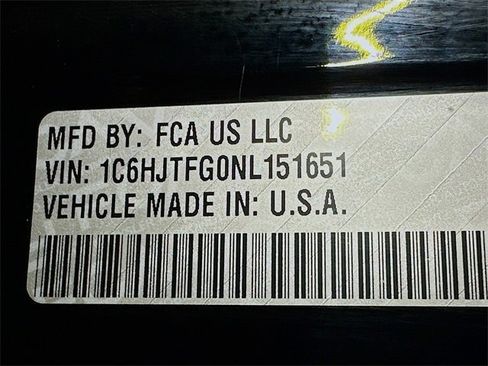 MFD BY: FCA US LLC
VIN: 1C6HJTFG0NL151651
VEHICLE MADE IN: U.S.A.